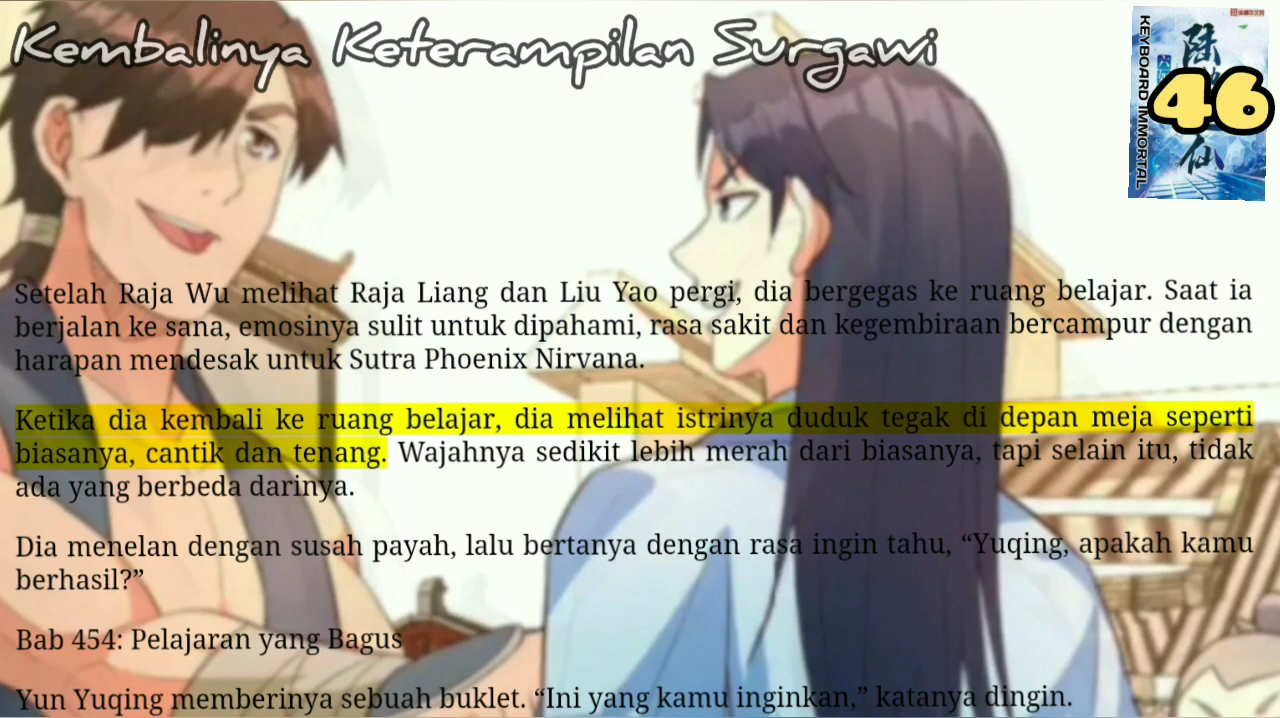 Kembalinya Keterampilan Surgawi
KEYBOARD IMMORTAL
46
仙
Setelah Raja Wu melihat Raja Liang dan Liu Yao pergi, dia bergegas ke ruang belajar. Saat ia
berjalan ke sana, emosinya sulit untuk dipahami, rasa sakit dan kegembiraan bercampur dengan
harapan mendesak untuk Sutra Phoenix Nirvana.
Ketika dia kembali ke ruang belajar, dia melihat istrinya duduk tegak di depan meja seperti
biasanya, cantik dan tenang. Wajahnya sedikit lebih merah dari biasanya, tapi selain itu, tidak
ada yang berbeda darinya.
Dia menelan dengan susah payah, lalu bertanya dengan rasa ingin tahu, “Yuqing, apakah kamu
berhasil?”
Bab 454: Pelajaran yang Bagus
Yun Yuqing memberinya sebuah buklet. “Ini yang kamu inginkan,” katanya dingin.